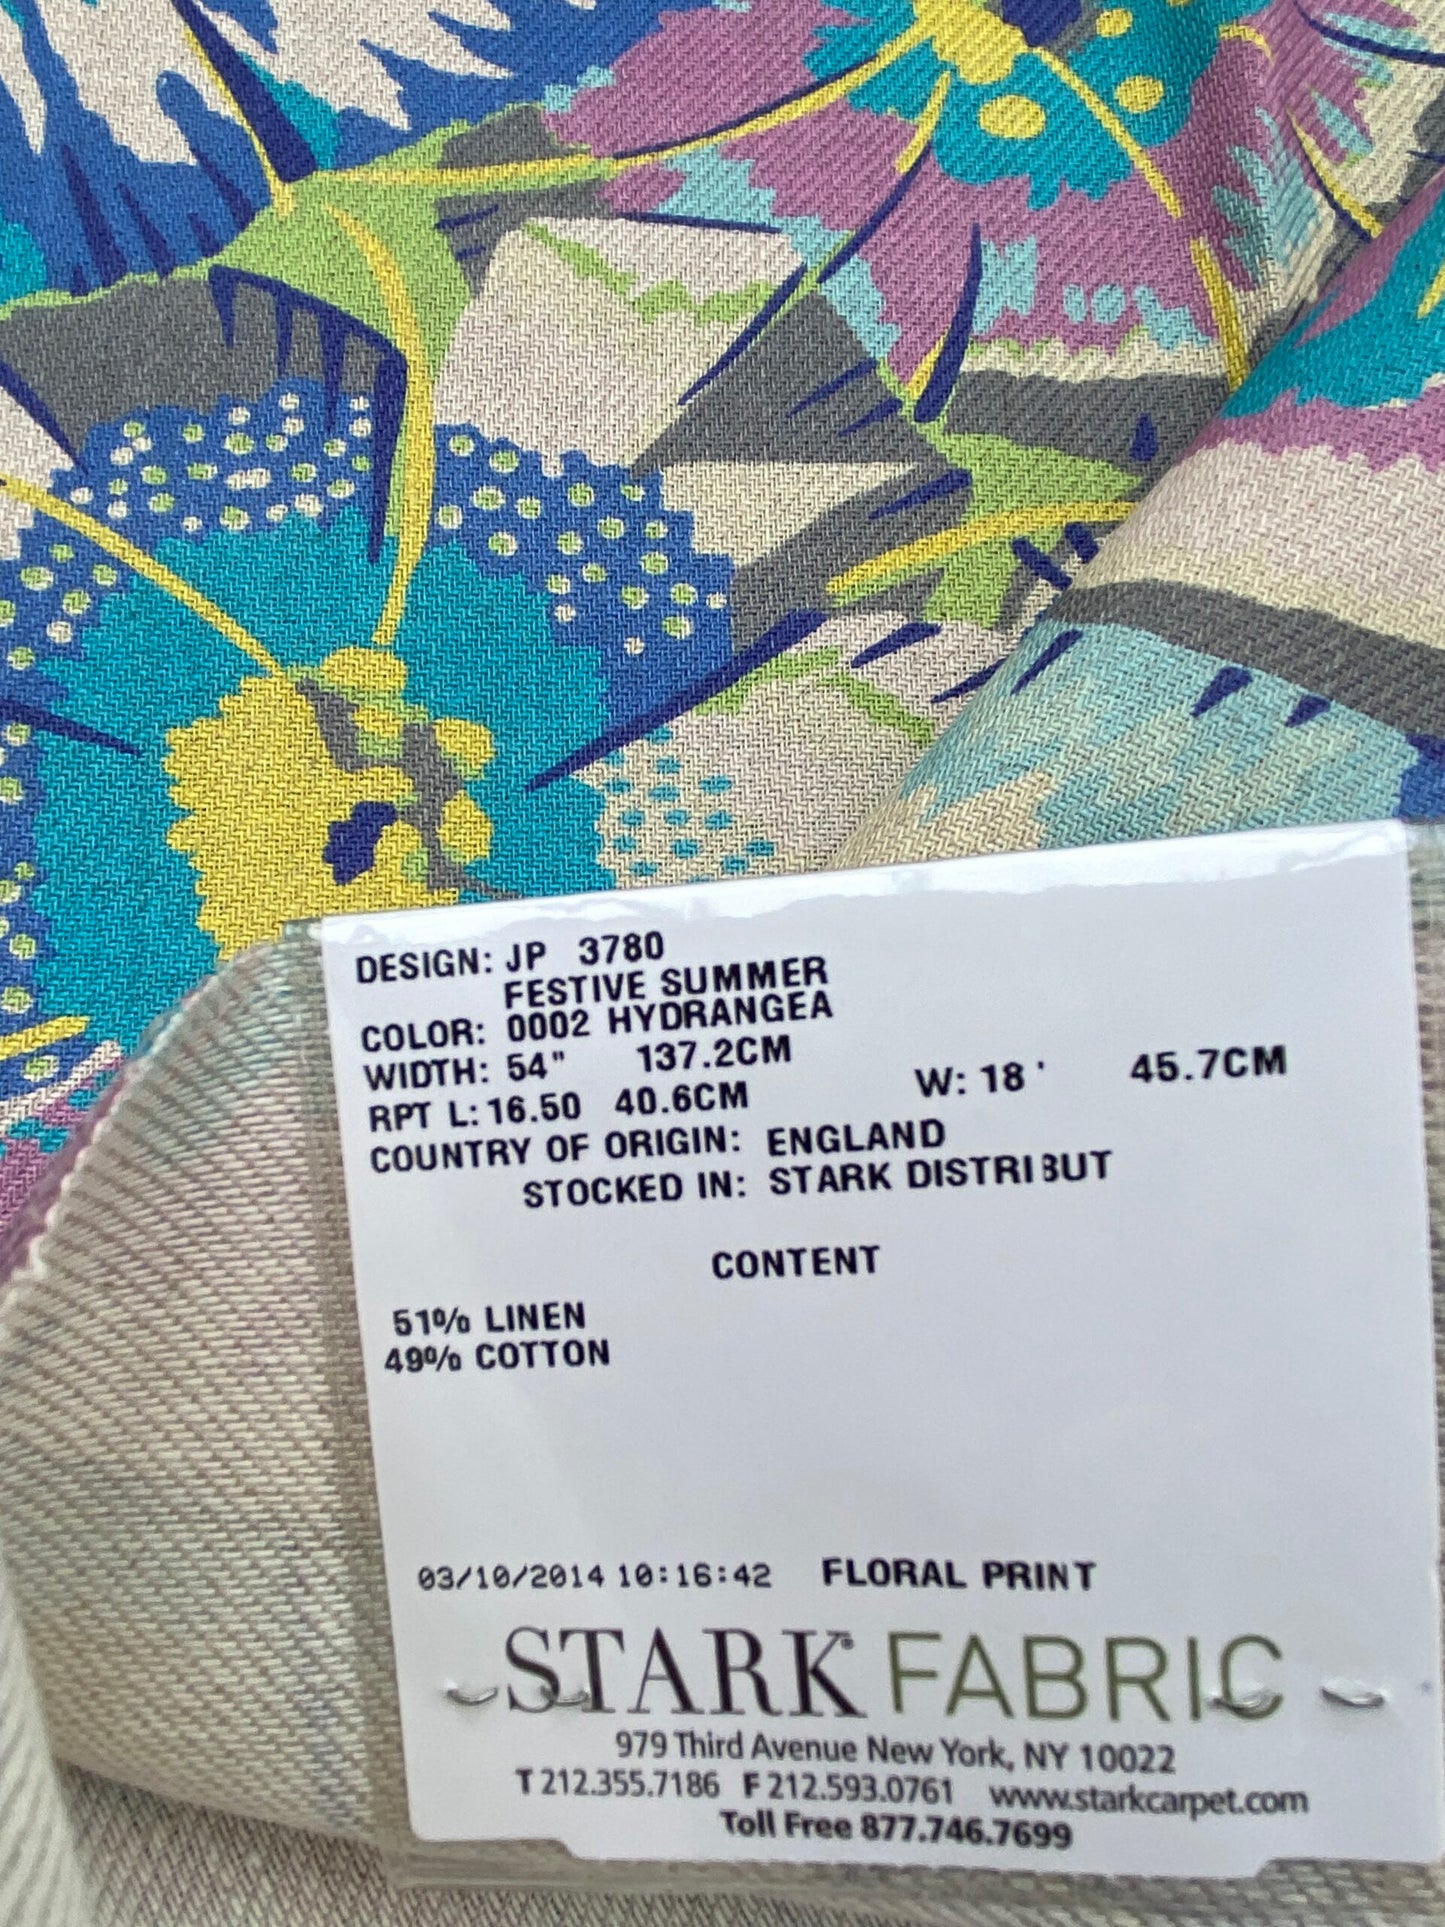 DESIGN: JP 3780
FESTIVE SUMMER
COLOR: 0002 HYDRANGEA
WIDTH: 54" 137.2CM
RPT L: 16.50 40.6CM W: 18 ' 45.7CM
COUNTRY OF ORIGIN: ENGLAND
STOCKED IN: STARK DISTRIBUT
CONTENT
51% LINEN
49% COTTON
03/10/2014 10:16:42 FLORAL PRINT
STARK® FABRIC
979 Third Avenue New York, NY 10022
T 212.355.7186 F 212.593.0761 www.starkcarpet.com
Toll Free 877.746.7699